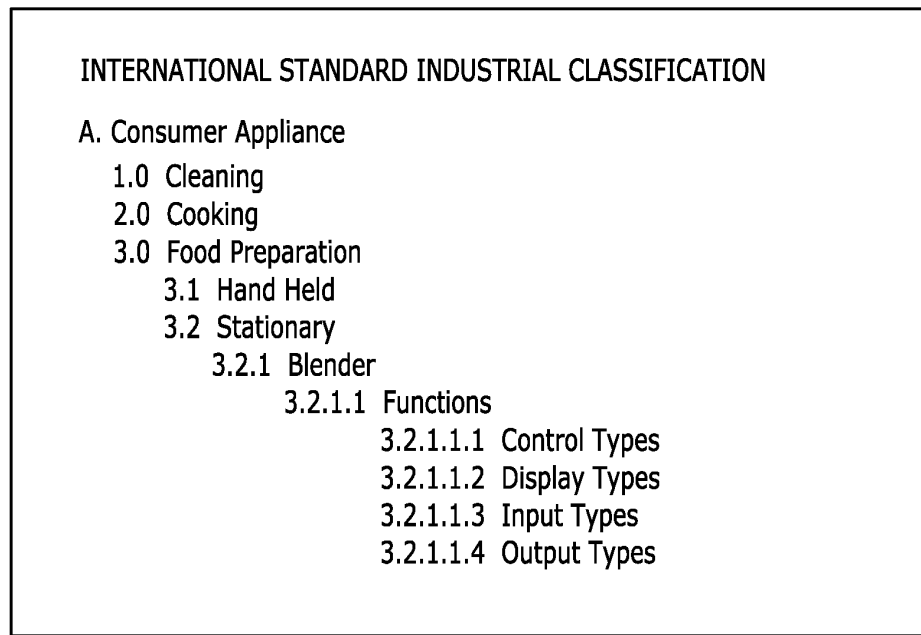 INTERNATIONAL STANDARD INDUSTRIAL CLASSIFICATION
A. Consumer Appliance
1.0 Cleaning
2.0 Cooking
3.0 Food Preparation
3.1 Hand Held
3.2 Stationary
3.2.1 Blender
3.2.1.1 Functions
3.2.1.1.1 Control Types
3.2.1.1.2 Display Types
3.2.1.1.3 Input Types
3.2.1.1.4 Output Types